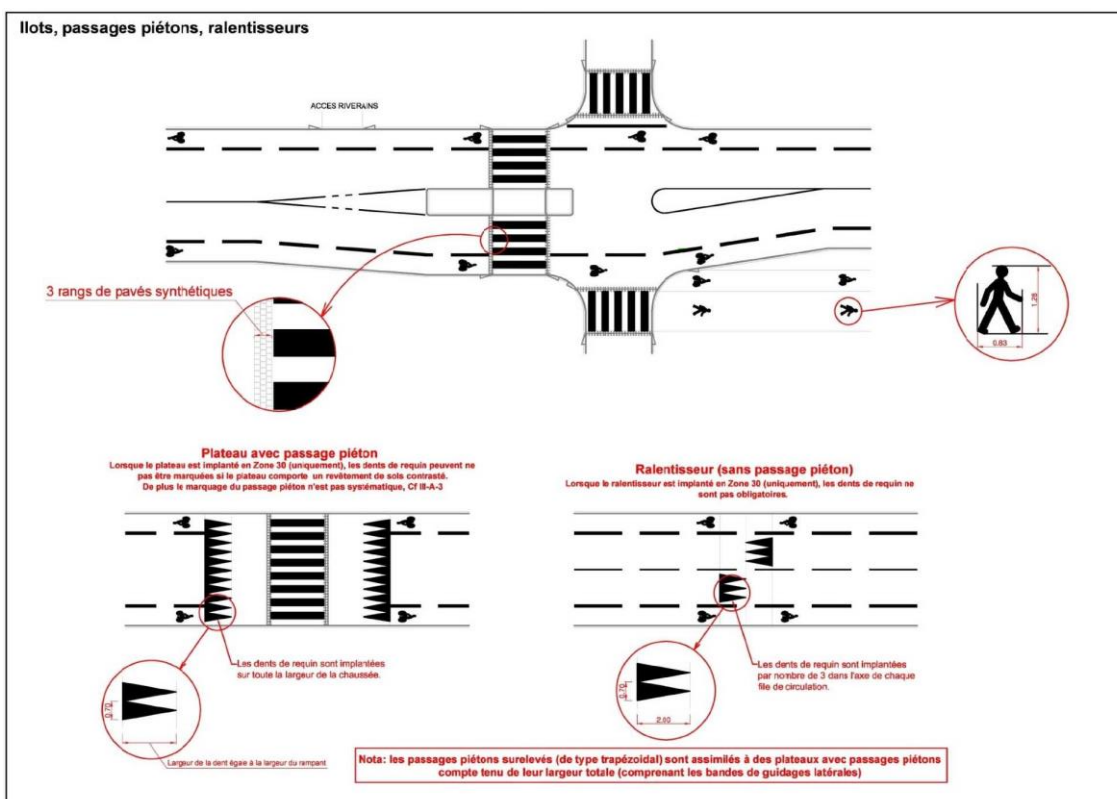 Ilots, passages piétons, ralentisseurs
ACCES RIVERAINS
3 rangs de pavés synthétiques
1.28
0.83
Plateau avec passage piéton
Lorsque le plateau est implanté en Zone 30 (uniquement), les dents de requin peuvent ne
pas être marquées si le plateau comporte un revêtement de sols contrasté.
De plus le marquage du passage piéton n'est pas systématique, Cf III-A-3
Les dents de requin sont implantées
sur toute la largeur de la chaussée.
0.70
Largeur de la dent égale à la largeur du rampant
Ralentisseur (sans passage piéton)
Lorsque le ralentisseur est implanté en Zone 30 (uniquement), les dents de requin ne
sont pas obligatoires.
Les dents de requin sont implantées
par nombre de 3 dans l'axe de chaque
file de circulation.
0.70
2.00
Nota: les passages piétons surelevés (de type trapézoidal) sont assimilés à des plateaux avec passages piétons
compte tenu de leur largeur totale (comprenant les bandes de guidages latérales)